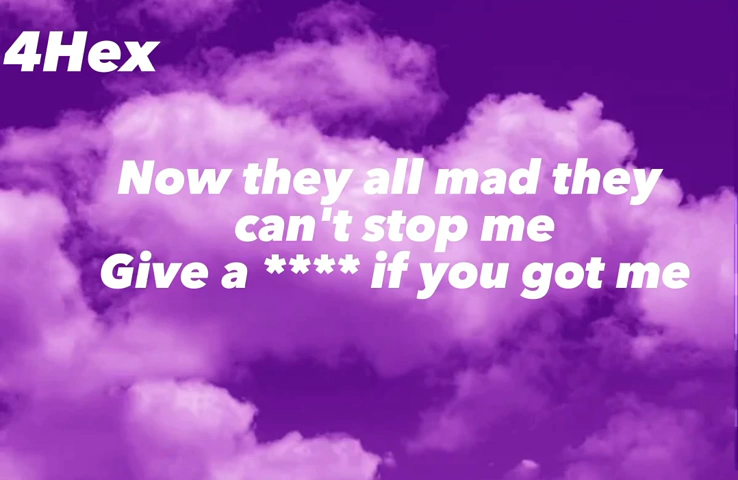 4Hex
Now they all mad they
can't stop me
Give a **** if you got me